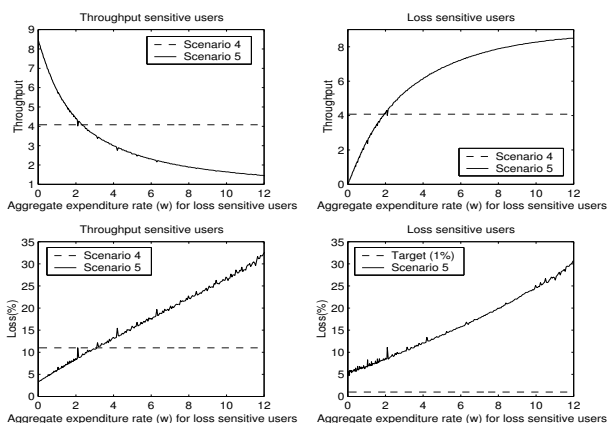 Throughput sensitive users
Throughput
9
8
7
6
5
4
3
2
1
0 2 4 6 8 10 12
Scenario 4
Scenario 5
Aggregate expenditure rate (w) for loss sensitive users
Loss sensitive users
Throughput
8
6
4
2
0
0 2 4 6 8 10 12
Scenario 4
Scenario 5
Aggregate expenditure rate (w) for loss sensitive users
Throughput sensitive users
Loss(%)
35
30
25
20
15
10
5
0
0 2 4 6 8 10 12
Scenario 4
Scenario 5
Aggregate expenditure rate (w) for loss sensitive users
Loss sensitive users
Loss(%)
35
30
25
20
15
10
5
0
0 2 4 6 8 10 12
Target (1%)
Scenario 5
Aggregate expenditure rate (w) for loss sensitive users